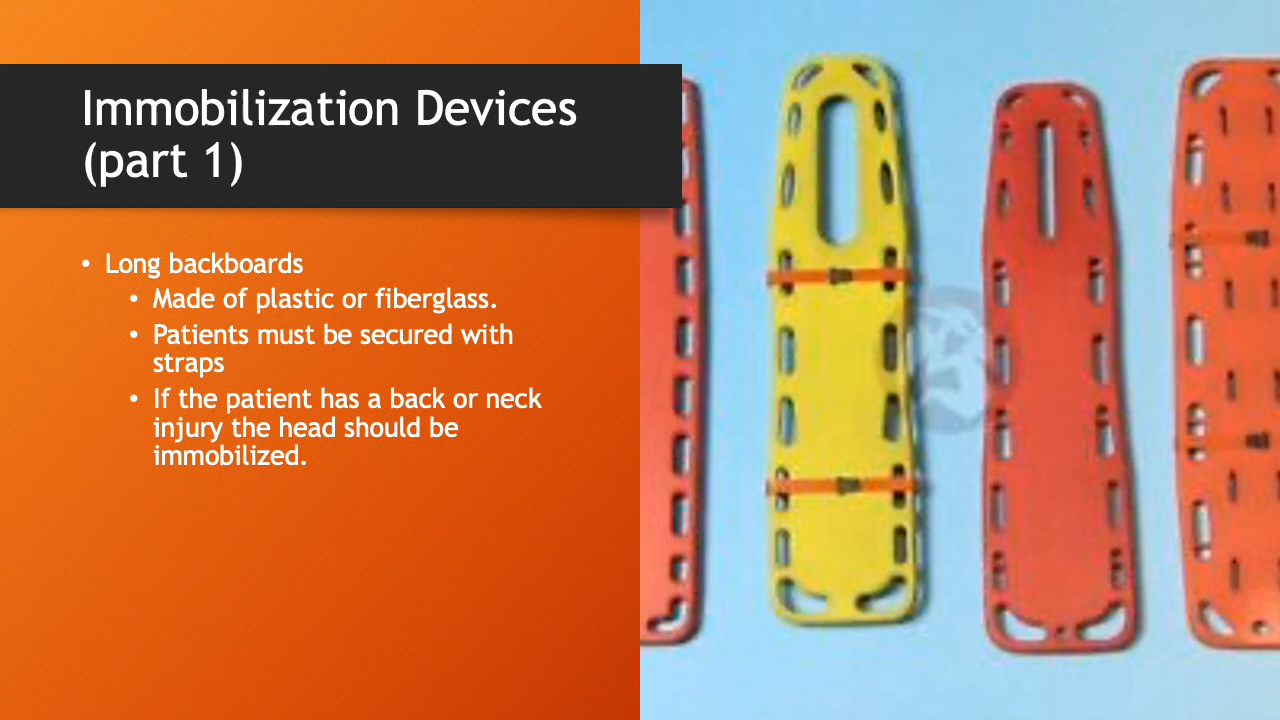 Immobilization Devices
(part 1)
• Long backboards
• Made of plastic or fiberglass.
• Patients must be secured with
straps
• If the patient has a back or neck
injury the head should be
immobilized.